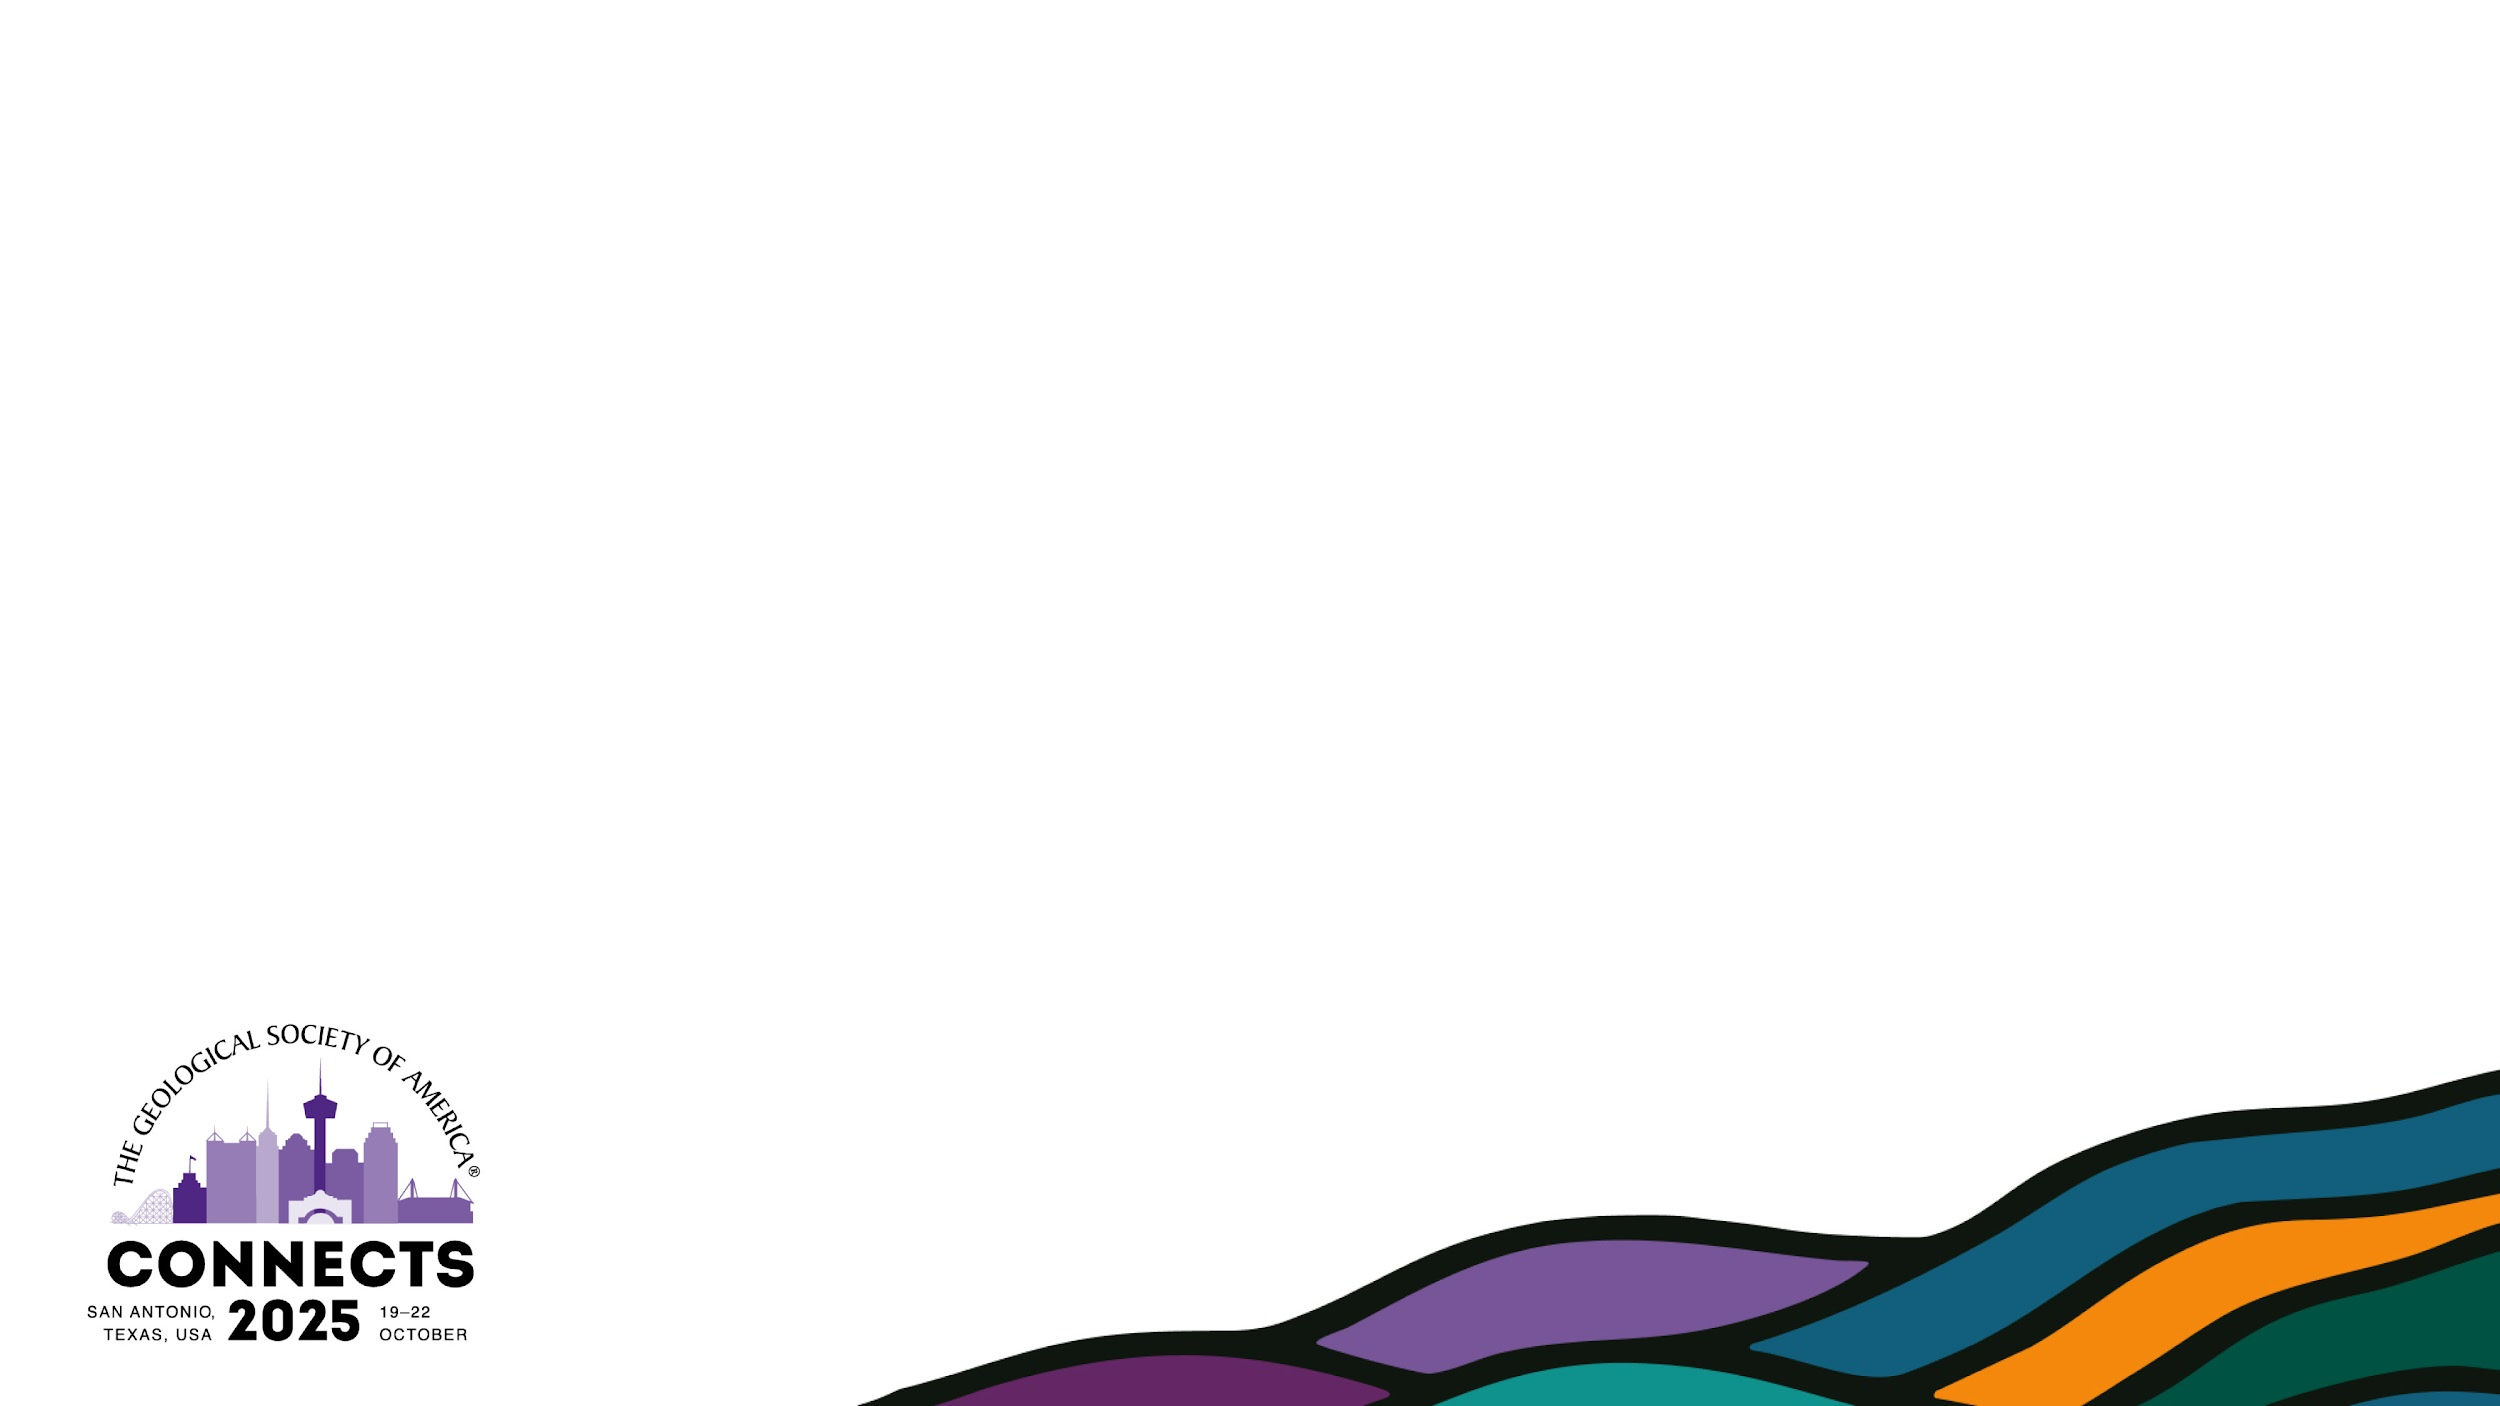 THE GEOLOGICAL SOCIETY OF AMERICA®
CONNECTS
SAN ANTONIO,
TEXAS, USA
2025
19–22
OCTOBER